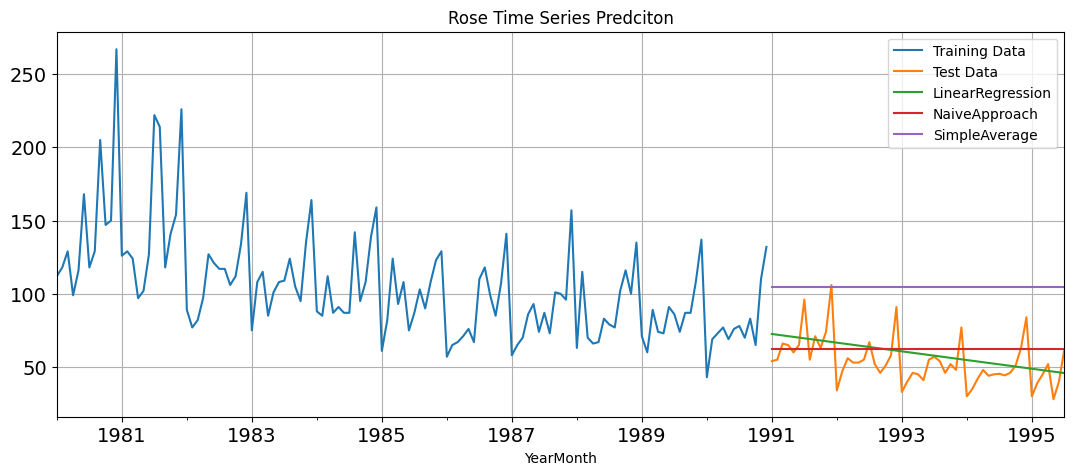 Rose Time Series Predciton
250
200
150
100
50
Training Data
Test Data
LinearRegression
NaiveApproach
SimpleAverage
1981 1983 1985 1987 1989 1991 1993 1995
YearMonth